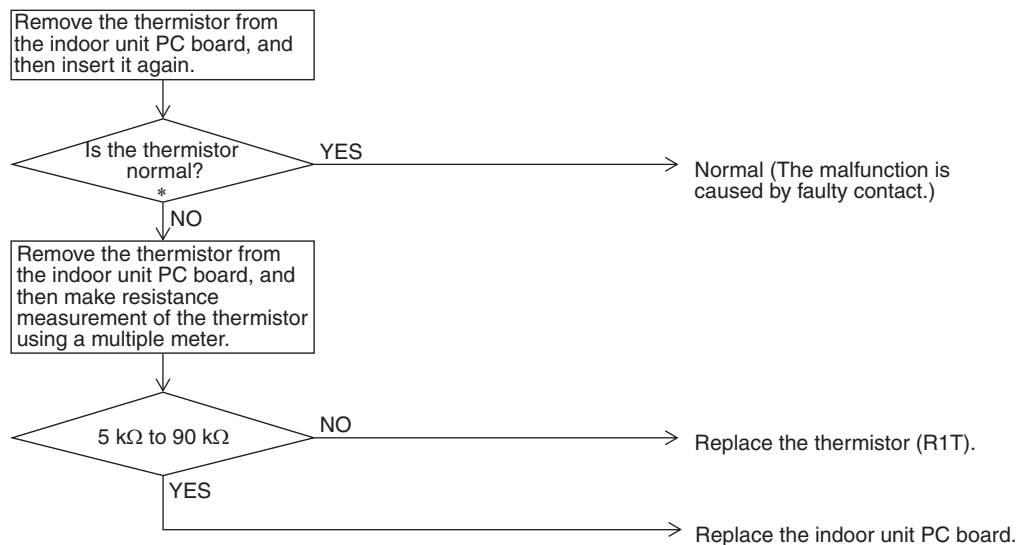 Remove the thermistor from
the indoor unit PC board, and
then insert it again.
Is the thermistor
normal?
*
YES
Normal (The malfunction is
caused by faulty contact.)
NO
Remove the thermistor from
the indoor unit PC board, and
then make resistance
measurement of the thermistor
using a multiple meter.
5 kΩ to 90 kΩ
NO
Replace the thermistor (R1T).
YES
Replace the indoor unit PC board.